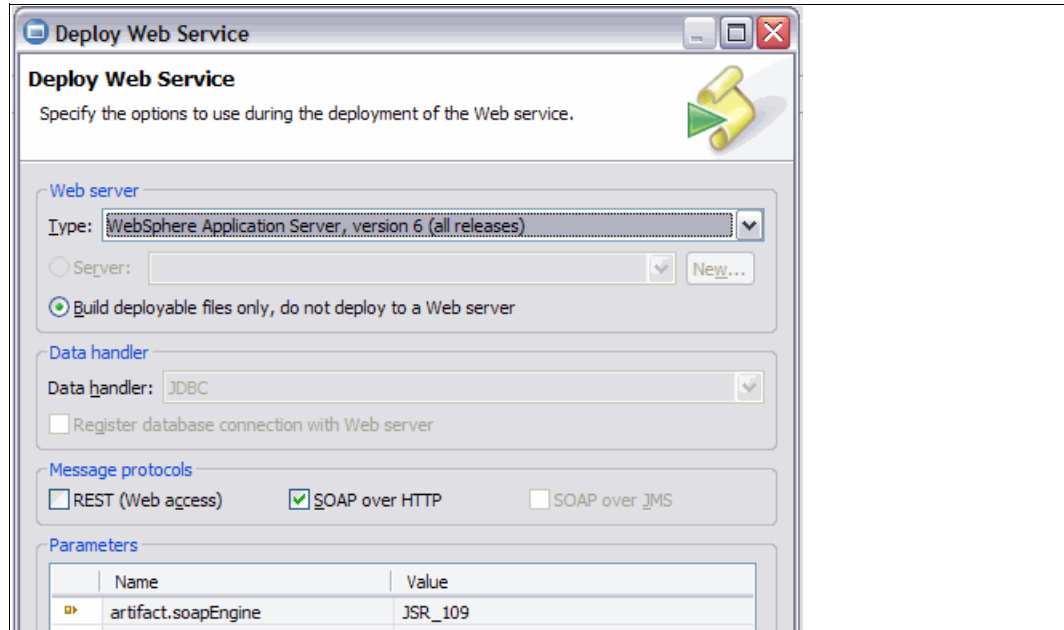 Deploy Web Service
Deploy Web Service
Specify the options to use during the deployment of the Web service.
Web server
Type: WebSphere Application Server, version 6 (all releases)
Server: New...
Build deployable files only, do not deploy to a Web server
Data handler
Data handler: JDBC
Register database connection with Web server
Message protocols
REST (Web access) SOAP over HTTP SOAP over JMS
Parameters
Name Value
artifact.soapEngine JSR_109